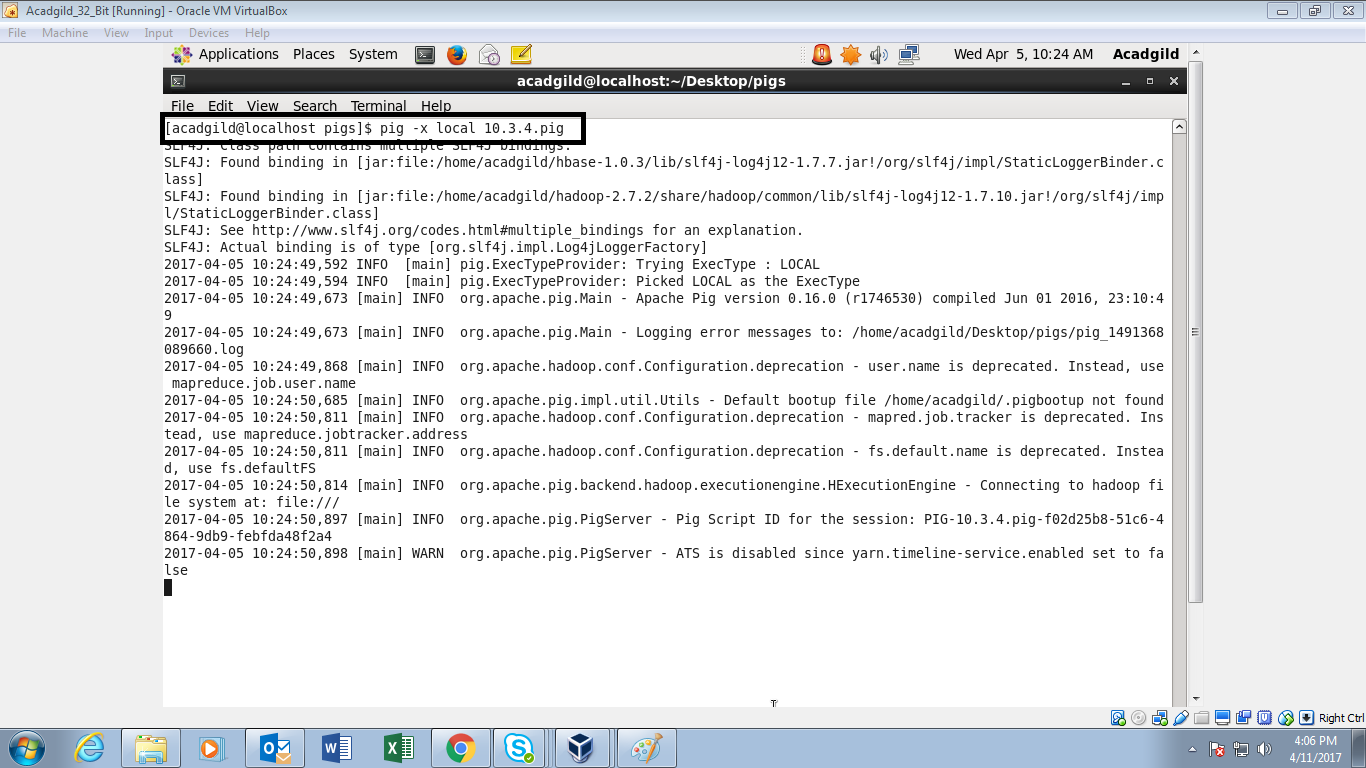 Acadgild_32_Bit [Running] - Oracle VM VirtualBox
File Machine View Input Devices Help
Applications Places System Wed Apr 5, 10:24 AM Acadgild
acadgild@localhost:~/Desktop/pigs
File Edit View Search Terminal Help
[acadgild@localhost pigs]$ pig -x local 10.3.4.pig
SLF4J: Class path contains multiple SLF4J bindings.
SLF4J: Found binding in [jar:file:/home/acadgild/hbase-1.0.3/lib/slf4j-log4j12-1.7.7.jar!/org/slf4j/impl/StaticLoggerBinder.c
lass]
SLF4J: Found binding in [jar:file:/home/acadgild/hadoop-2.7.2/share/hadoop/common/lib/slf4j-log4j12-1.7.10.jar!/org/slf4j/imp
l/StaticLoggerBinder.class]
SLF4J: See http://www.slf4j.org/codes.html#multiple_bindings for an explanation.
SLF4J: Actual binding is of type [org.slf4j.impl.Log4jLoggerFactory]
2017-04-05 10:24:49,592 INFO  [main] pig.ExecTypeProvider: Trying ExecType : LOCAL
2017-04-05 10:24:49,594 INFO  [main] pig.ExecTypeProvider: Picked LOCAL as the ExecType
2017-04-05 10:24:49,673 [main] INFO  org.apache.pig.Main - Apache Pig version 0.16.0 (r1746530) compiled Jun 01 2016, 23:10:4
9
2017-04-05 10:24:49,673 [main] INFO  org.apache.pig.Main - Logging error messages to: /home/acadgild/Desktop/pigs/pig_1491368
089660.log
2017-04-05 10:24:49,868 [main] INFO  org.apache.hadoop.conf.Configuration.deprecation - user.name is deprecated. Instead, use
mapreduce.job.user.name
2017-04-05 10:24:50,685 [main] INFO  org.apache.pig.impl.util.Utils - Default bootup file /home/acadgild/.pigbootup not found
2017-04-05 10:24:50,811 [main] INFO  org.apache.hadoop.conf.Configuration.deprecation - mapred.job.tracker is deprecated. Ins
tead, use mapreduce.jobtracker.address
2017-04-05 10:24:50,811 [main] INFO  org.apache.hadoop.conf.Configuration.deprecation - fs.default.name is deprecated. Instea
d, use fs.defaultFS
2017-04-05 10:24:50,814 [main] INFO  org.apache.pig.backend.hadoop.executionengine.HExecutionEngine - Connecting to hadoop fi
le system at: file:///
2017-04-05 10:24:50,897 [main] INFO  org.apache.pig.PigServer - Pig Script ID for the session: PIG-10.3.4.pig-f02d25b8-51c6-4
864-9db9-febfda48f2a4
2017-04-05 10:24:50,898 [main] WARN  org.apache.pig.PigServer - ATS is disabled since yarn.timeline-service.enabled set to fa
lse
Right Ctrl
4:06 PM
4/11/2017